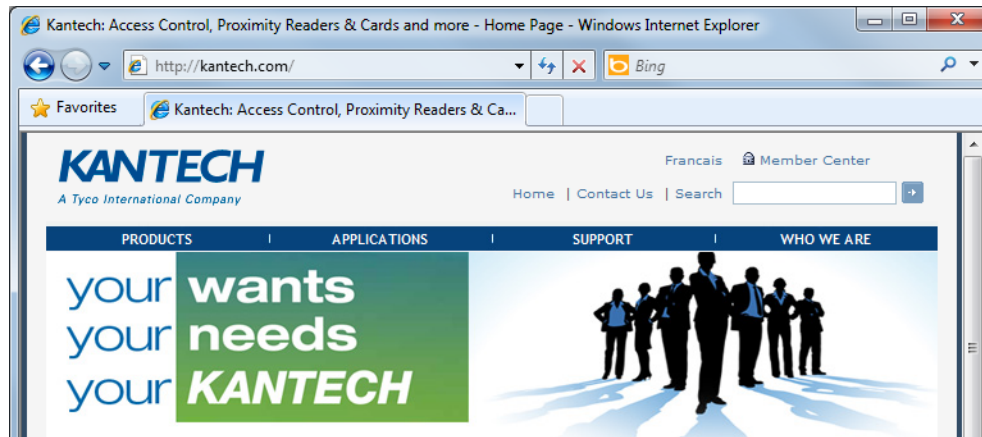 Kantech: Access Control, Proximity Readers & Cards and more - Home Page - Windows Internet Explorer
http://kantech.com/
Bing
Favorites
Kantech: Access Control, Proximity Readers & Ca...
KANTECH
A Tyco International Company
Francais Member Center
Home | Contact Us | Search
PRODUCTS | APPLICATIONS | SUPPORT | WHO WE ARE
your wants
your needs
your KANTECH